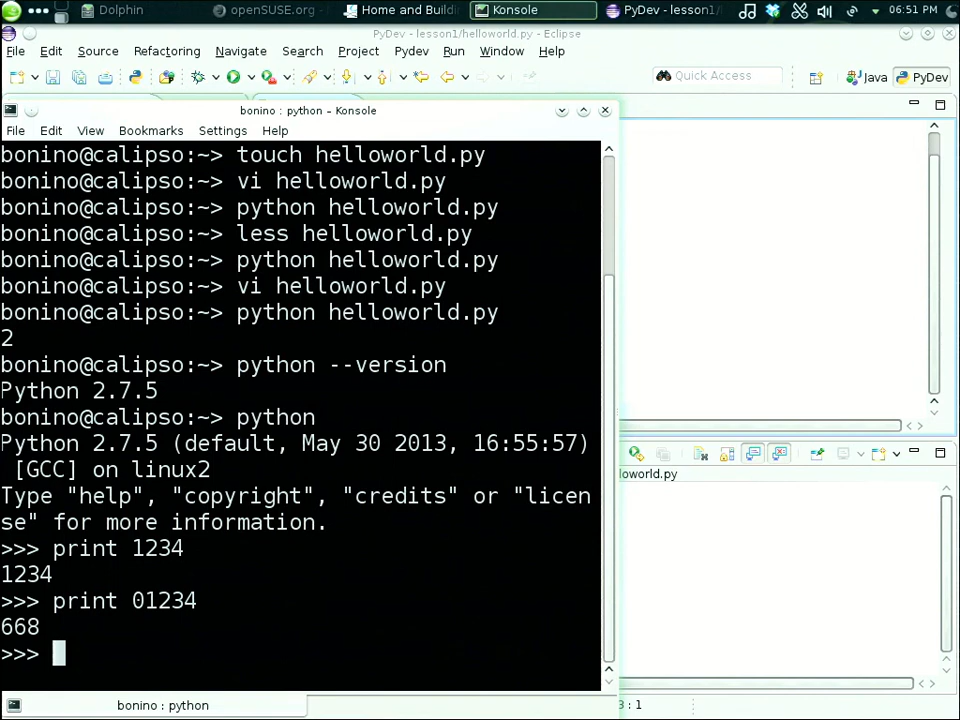 Dolphin
openSUSE.org -
Home and Buildi
Konsole
PyDev - lesson1/
06:51 PM
PyDev - lesson1/helloworld.py - Eclipse
File Edit Source Refactoring Navigate Search Project Pydev Run Window Help
Quick Access
Java
PyDev
bonino : python – Konsole
File Edit View Bookmarks Settings Help
bonino@calipso:~> touch helloworld.py
bonino@calipso:~> vi helloworld.py
bonino@calipso:~> python helloworld.py
bonino@calipso:~> less helloworld.py
bonino@calipso:~> python helloworld.py
bonino@calipso:~> vi helloworld.py
bonino@calipso:~> python helloworld.py
2
bonino@calipso:~> python --version
Python 2.7.5
bonino@calipso:~> python
Python 2.7.5 (default, May 30 2013, 16:55:57)
[GCC] on linux2
Type "help", "copyright", "credits" or "licen
se" for more information.
>>> print 1234
1234
>>> print 01234
668
>>>
loworld.py
bonino : python
3 : 1